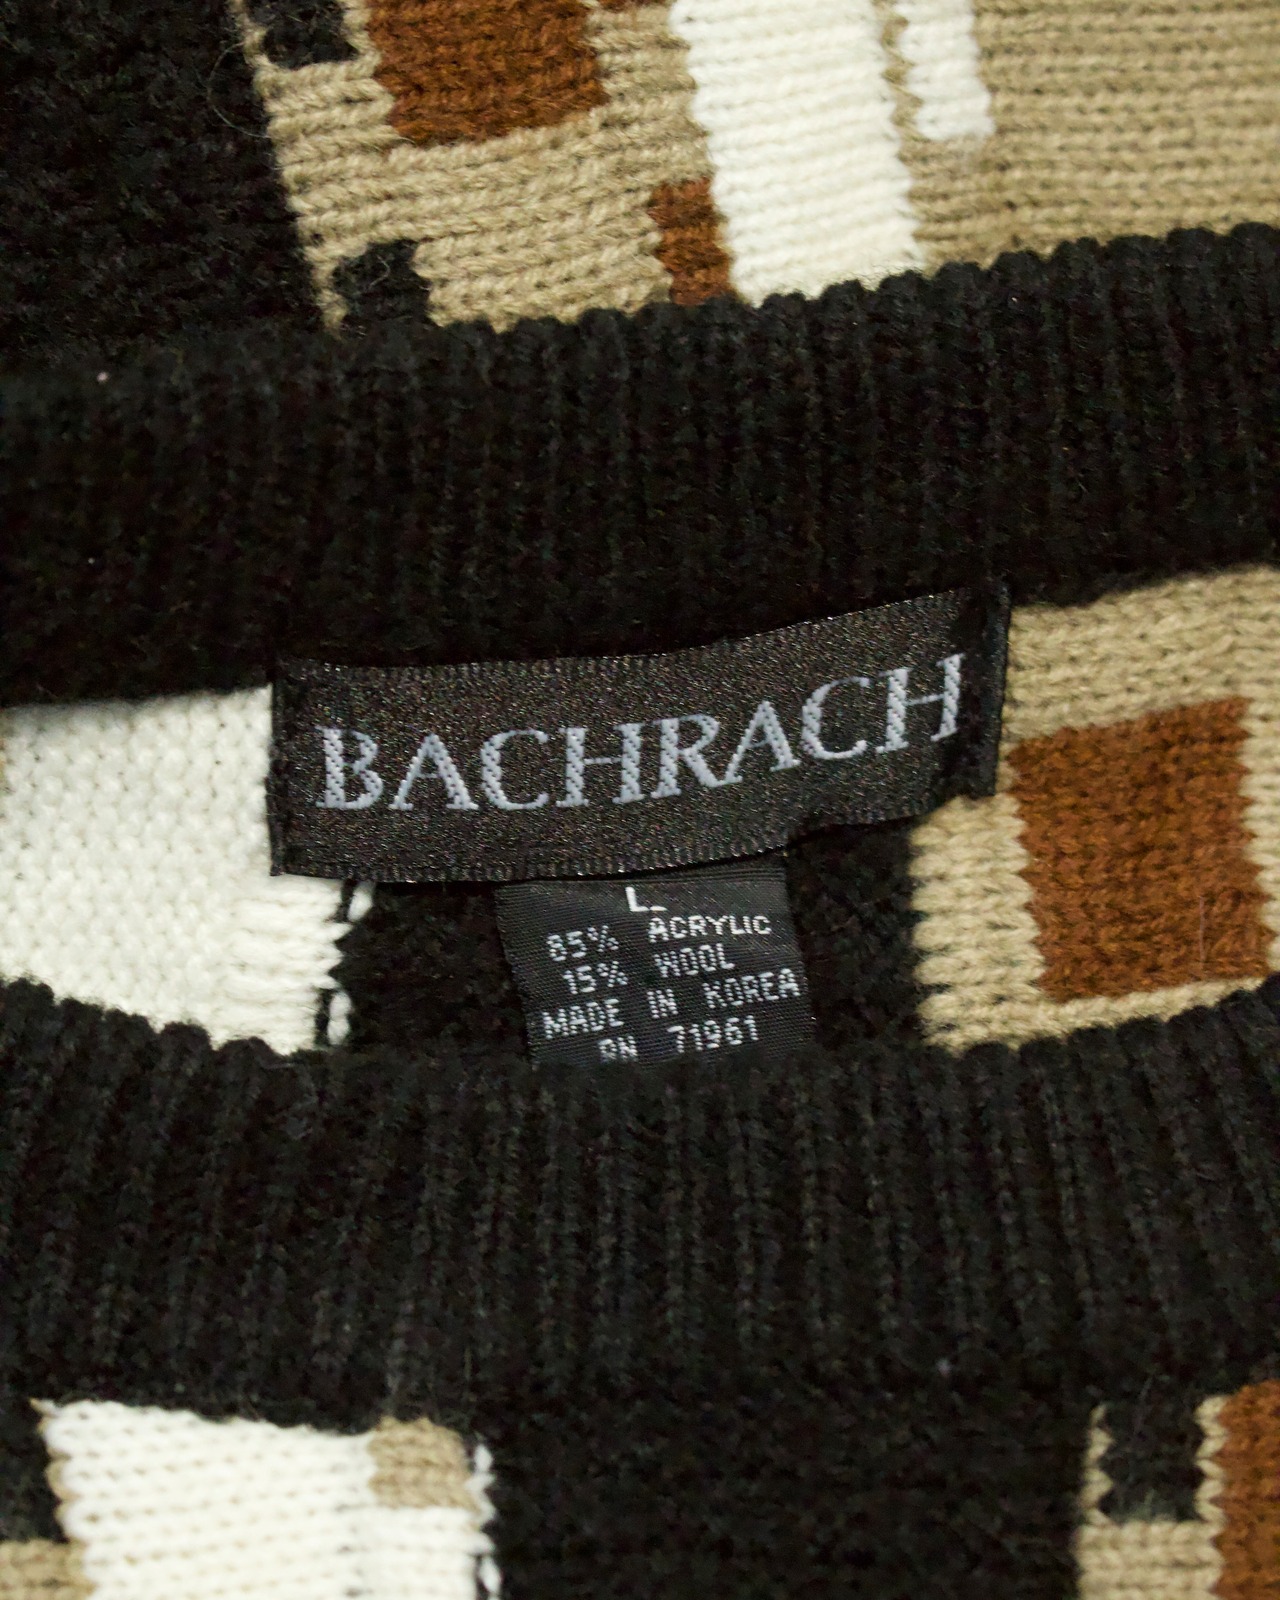 BACHRACH
L
85% ACRYLIC
15% WOOL
MADE IN KOREA
RN 71961